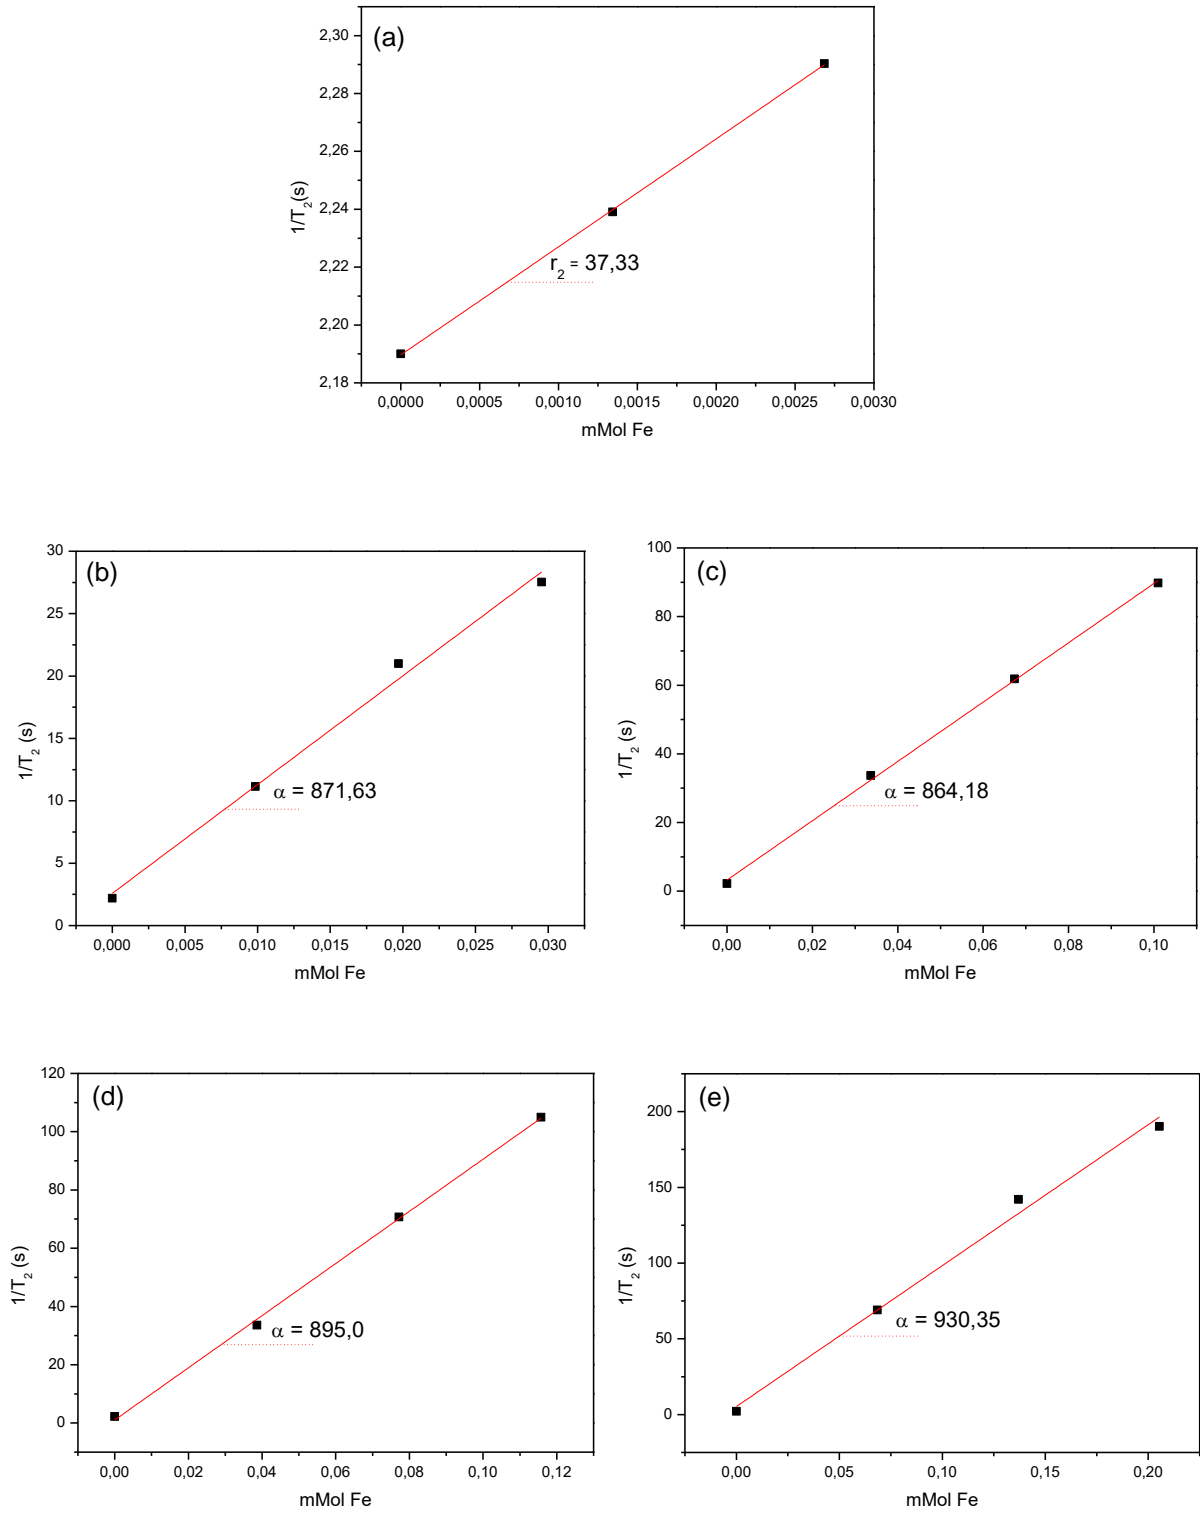 (a)
2,30
2,28
2,26
2,24
2,22
2,20
2,18
1/T2(s)
r2 = 37,33
0,0000 0,0005 0,0010 0,0015 0,0020 0,0025 0,0030
mMol Fe
(b)
30
25
20
15
10
5
0
1/T2 (s)
α = 871,63
0,000 0,005 0,010 0,015 0,020 0,025 0,030
mMol Fe
(c)
100
80
60
40
20
0
1/T2 (s)
α = 864,18
0,00 0,02 0,04 0,06 0,08 0,10
mMol Fe
(d)
120
100
80
60
40
20
0
1/T2 (s)
α = 895,0
0,00 0,02 0,04 0,06 0,08 0,10 0,12
mMol Fe
(e)
200
150
100
50
0
1/T2 (s)
α = 930,35
0,00 0,05 0,10 0,15 0,20
mMol Fe